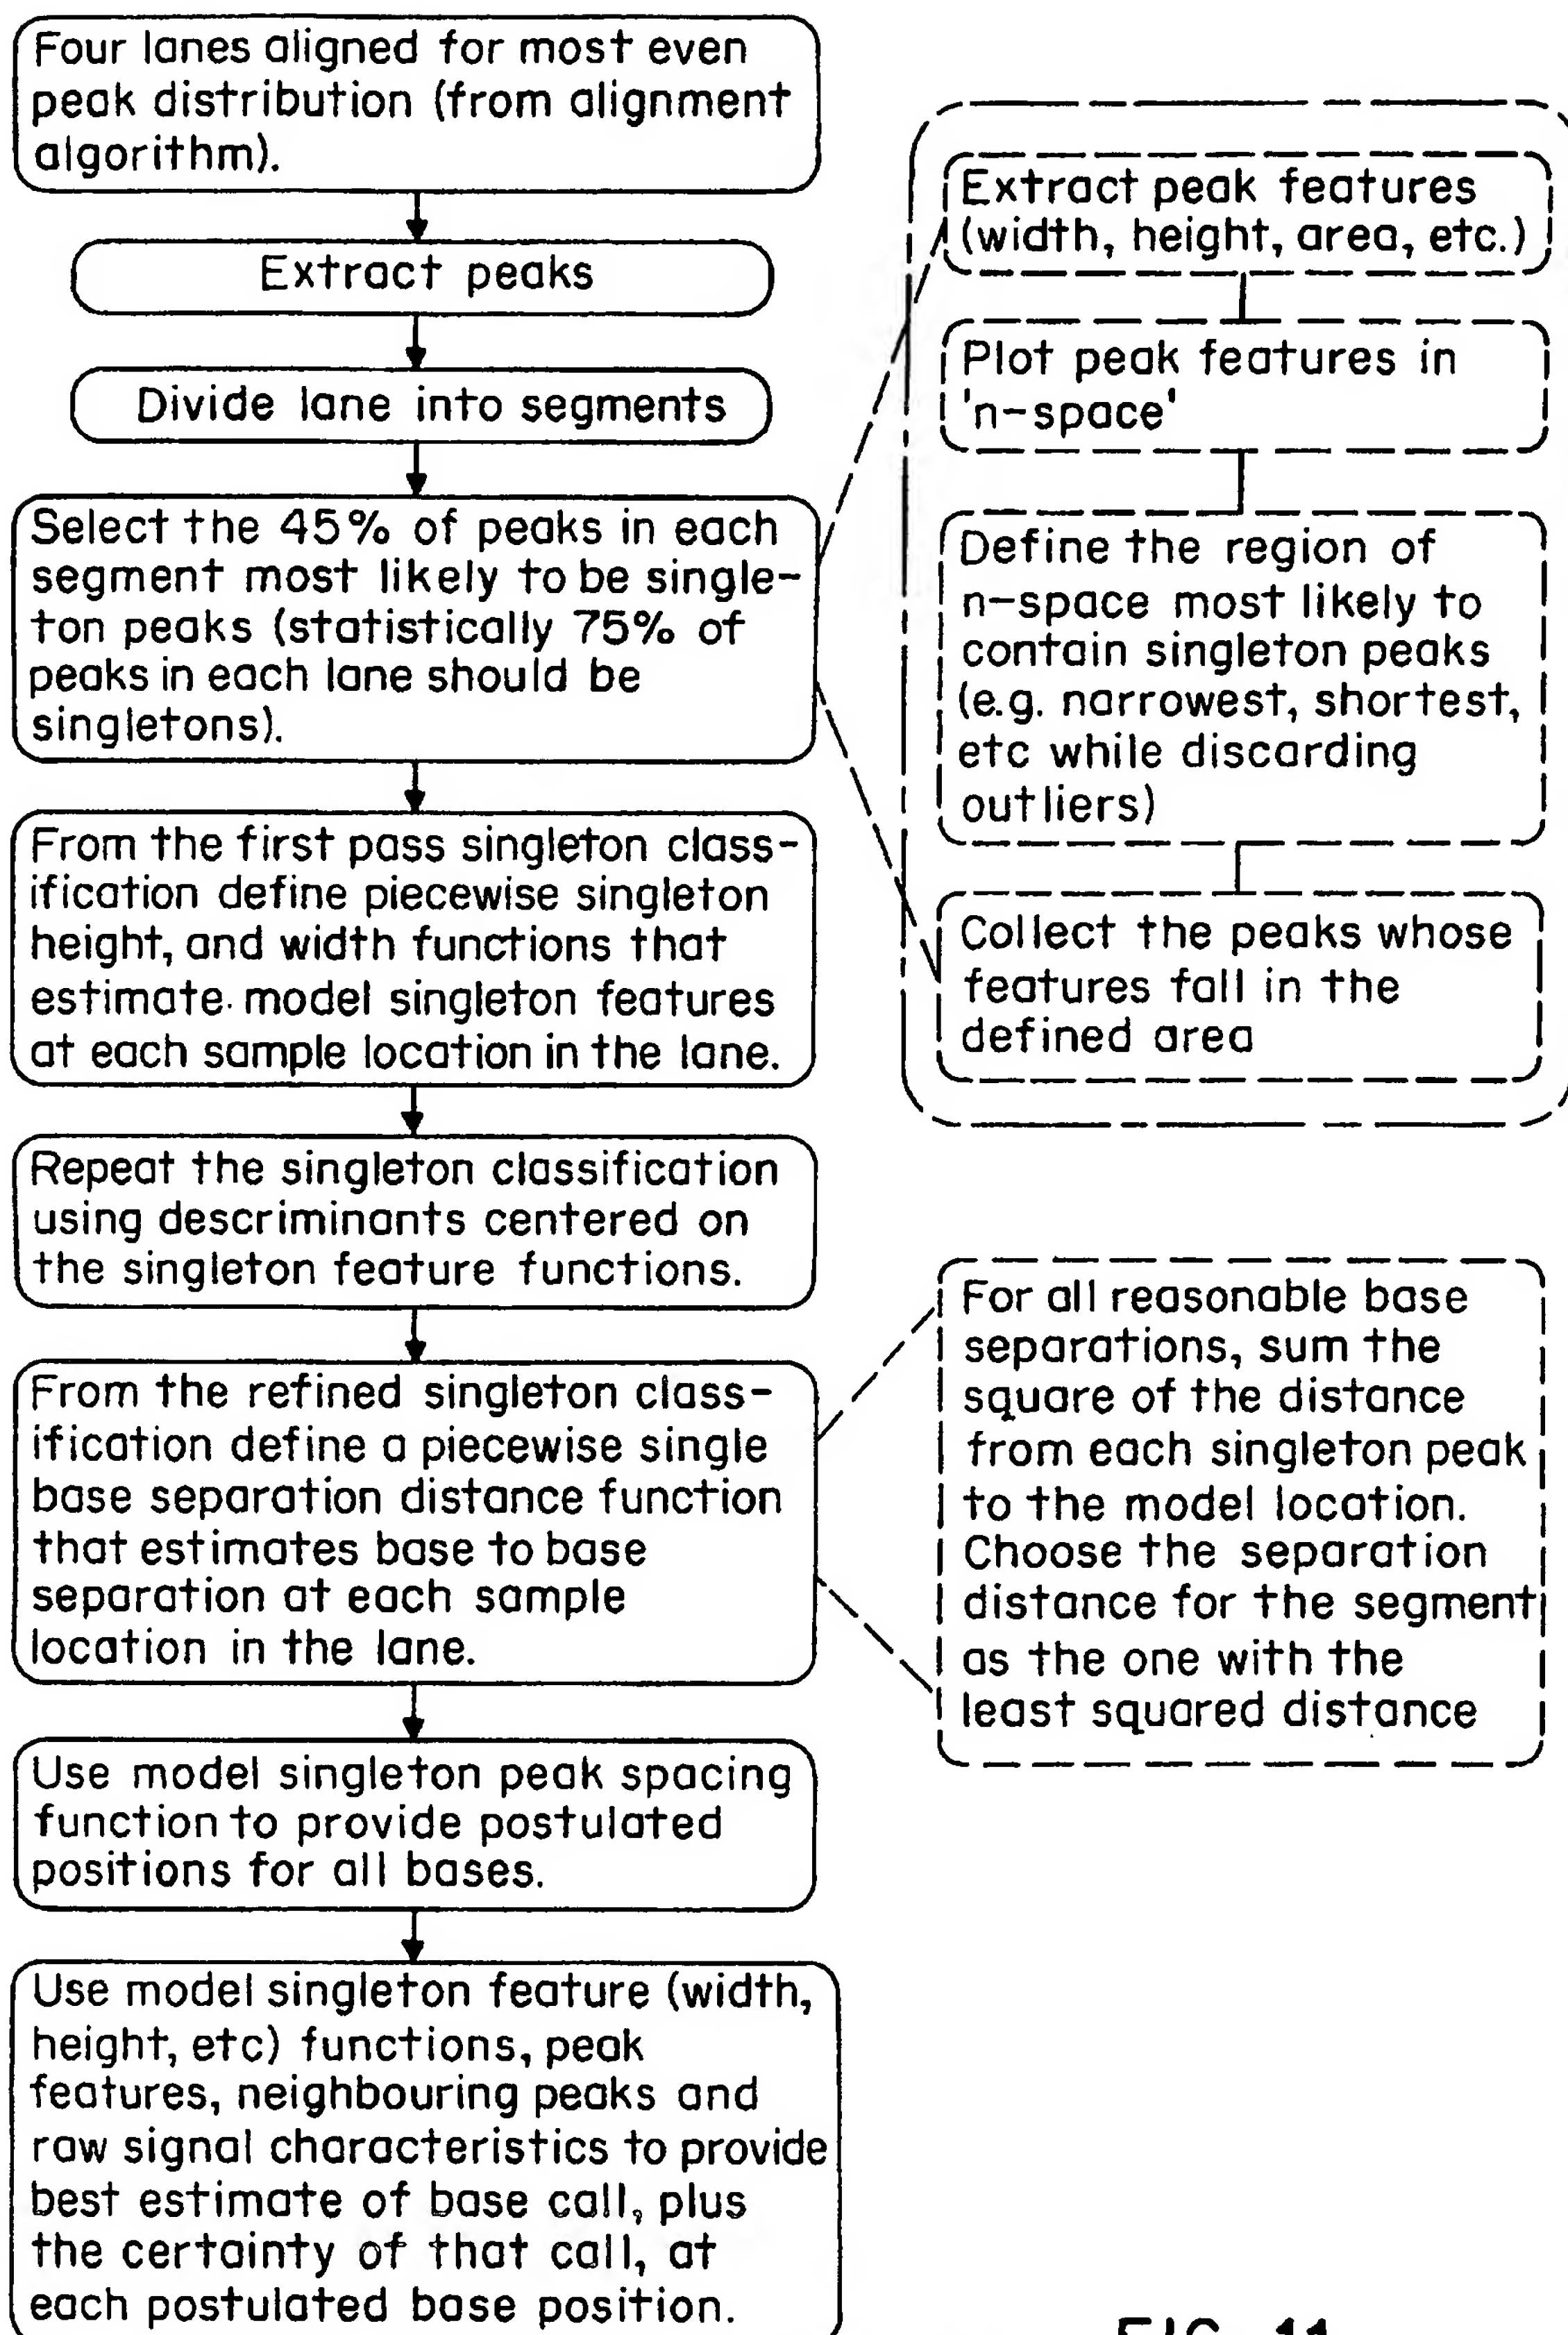 Four lanes aligned for most even
peak distribution (from alignment
algorithm).
Extract peaks
Divide lane into segments
Select the 45% of peaks in each
segment most likely to be single-
ton peaks (statistically 75% of
peaks in each lane should be
singletons).
From the first pass singleton class-
ification define piecewise singleton
height, and width functions that
estimate model singleton features
at each sample location in the lane.
Repeat the singleton classification
using descriminants centered on
the singleton feature functions.
From the refined singleton class-
ification define a piecewise single
base separation distance function
that estimates base to base
separation at each sample
location in the lane.
Use model singleton peak spacing
function to provide postulated
positions for all bases.
Use model singleton feature (width,
height, etc) functions, peak
features, neighbouring peaks and
raw signal characteristics to provide
best estimate of base call, plus
the certainty of that call, at
each postulated base position.
Extract peak features
(width, height, area, etc.)
Plot peak features in
'n-space'
Define the region of
n-space most likely to
contain singleton peaks
(e.g. narrowest, shortest,
etc while discarding
outliers)
Collect the peaks whose
features fall in the
defined area
For all reasonable base
separations, sum the
square of the distance
from each singleton peak
to the model location.
Choose the separation
distance for the segment
as the one with the
least squared distance
FIG. 11